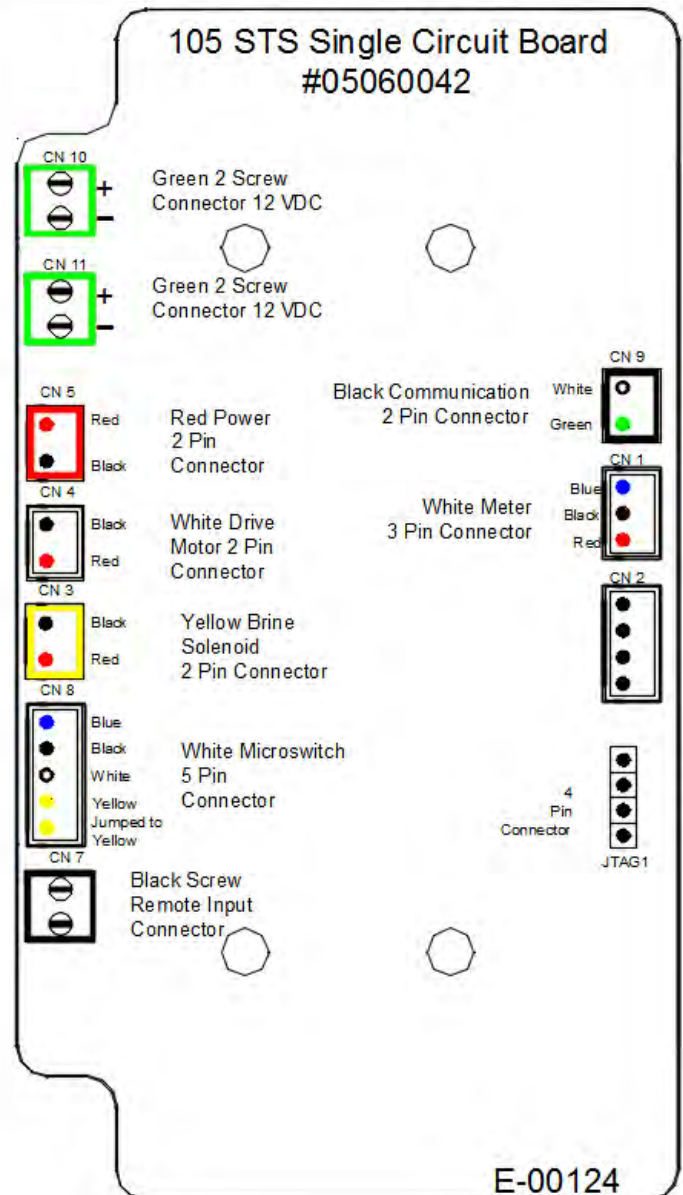 105 STS Single Circuit Board
#05060042
CN 10
+
-
Green 2 Screw
Connector 12 VDC
CN 11
+
-
Green 2 Screw
Connector 12 VDC
CN 5
Red
Black
Red Power
2 Pin
Connector
CN 4
Black
Red
White Drive
Motor 2 Pin
Connector
CN 3
Black
Red
Yellow Brine
Solenoid
2 Pin Connector
CN 8
Blue
Black
White
Yellow
Jumped to
Yellow
White Microswitch
5 Pin
Connector
CN 7
Black Screw
Remote Input
Connector
CN 9
Black Communication
2 Pin Connector
White
Green
CN 1
White Meter
3 Pin Connector
Blue
Black
Red
CN 2
4
Pin
Connector
JTAG1
E-00124